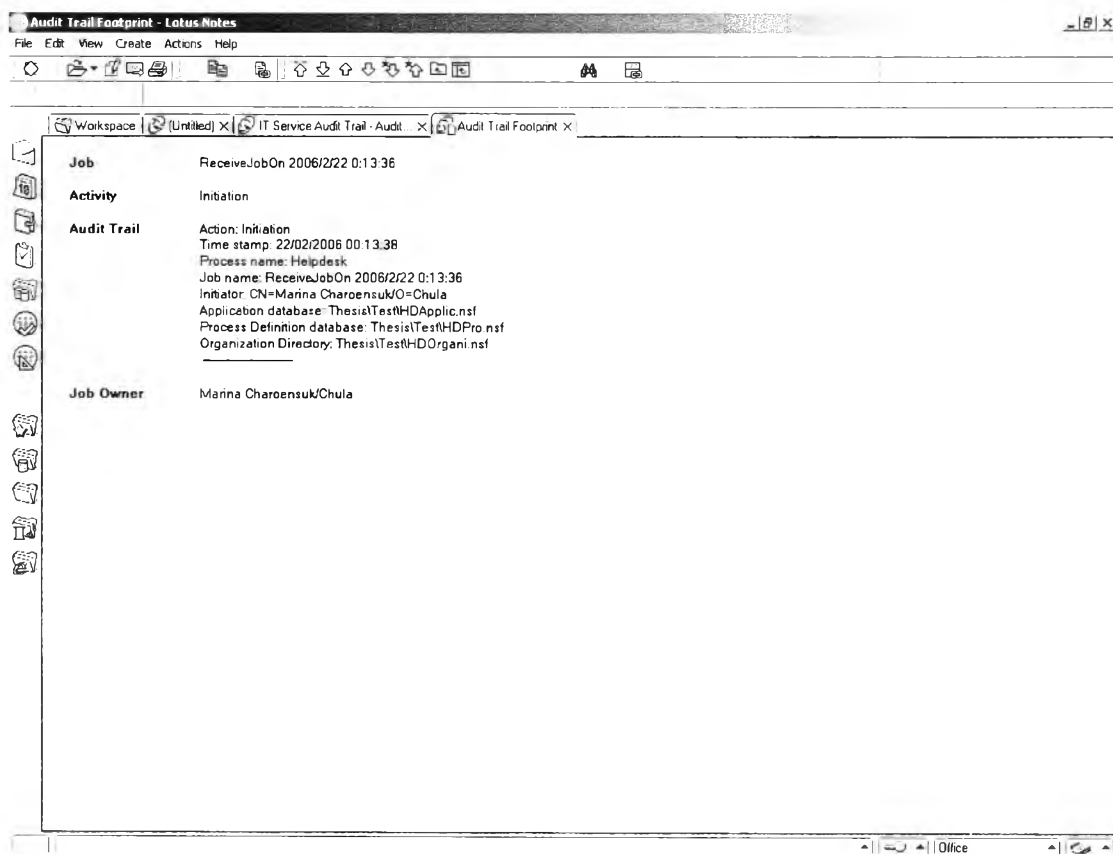 Audit Trail Footprint - Lotus Notes
File Edit View Create Actions Help
Workspace (Untitled) X IT Service Audit Trail - Audit... X Audit Trail Footprint X
Job ReceiveJobOn 2006/2/22 0:13:36
Activity Initiation
Audit Trail Action: Initiation
Time stamp: 22/02/2006 00:13:38
Process name: Helpdesk
Job name: ReceiveJobOn 2006/2/22 0:13:36
Initiator: CN=Marina Charoensuk/O=Chula
Application database: Thesis\Test\HDApplic.nsf
Process Definition database: Thesis\Test\HDPro.nsf
Organization Directory: Thesis\Test\HDOrgani.nsf
Job Owner Marina Charoensuk/Chula
Office